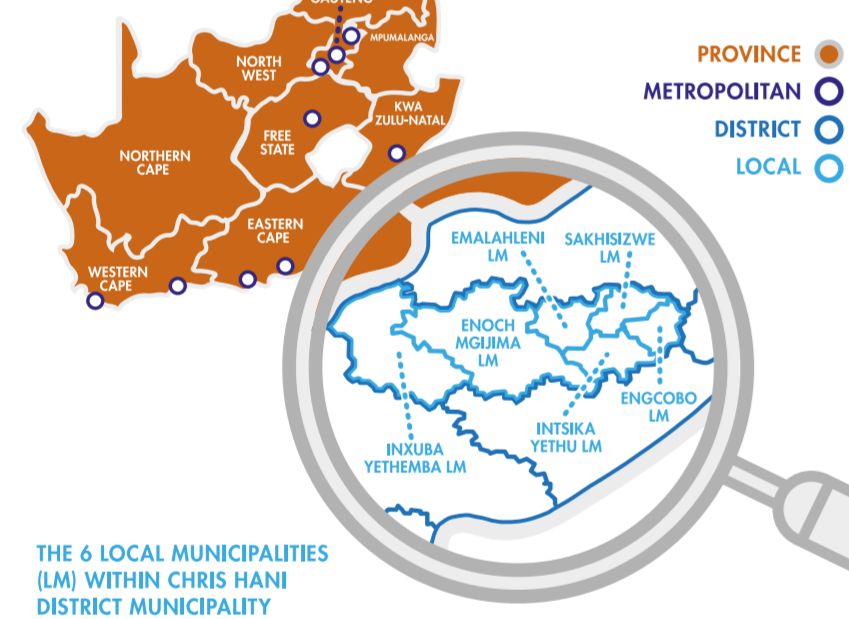 MPUMALANGA
NORTH
WEST
KWA
ZULU-NATAL
FREE
STATE
NORTHERN
CAPE
EASTERN
CAPE
WESTERN
CAPE
PROVINCE
METROPOLITAN
DISTRICT
LOCAL
EMALAHLENI
LM
SAKHISIZWE
LM
ENOCH
MGIJIMA
LM
ENGCOBO
LM
INTSIKA
YETHU LM
INXUBA
YETHEMBA LM
THE 6 LOCAL MUNICIPALITIES
(LM) WITHIN CHRIS HANI
DISTRICT MUNICIPALITY